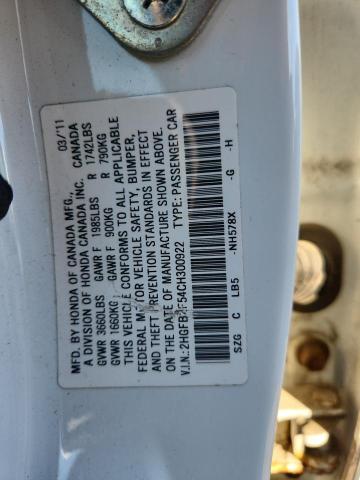 MFD. BY HONDA OF CANADA MFG., 03/11
A DIVISION OF HONDA CANADA INC. CANADA
GVWR 3660LBS GAWR F 1985LBS R 1742LBS
GVWR 1660KG GAWR F 900KG R 790KG
THIS VEHICLE CONFORMS TO ALL APPLICABLE
FEDERAL MOTOR VEHICLE SAFETY, BUMPER,
AND THEFT PREVENTION STANDARDS IN EFFECT
ON THE DATE OF MANUFACTURE SHOWN ABOVE.
V.I.N.: TYPE: PASSENGER CAR
SZG C LB5 -NH578X -G -H